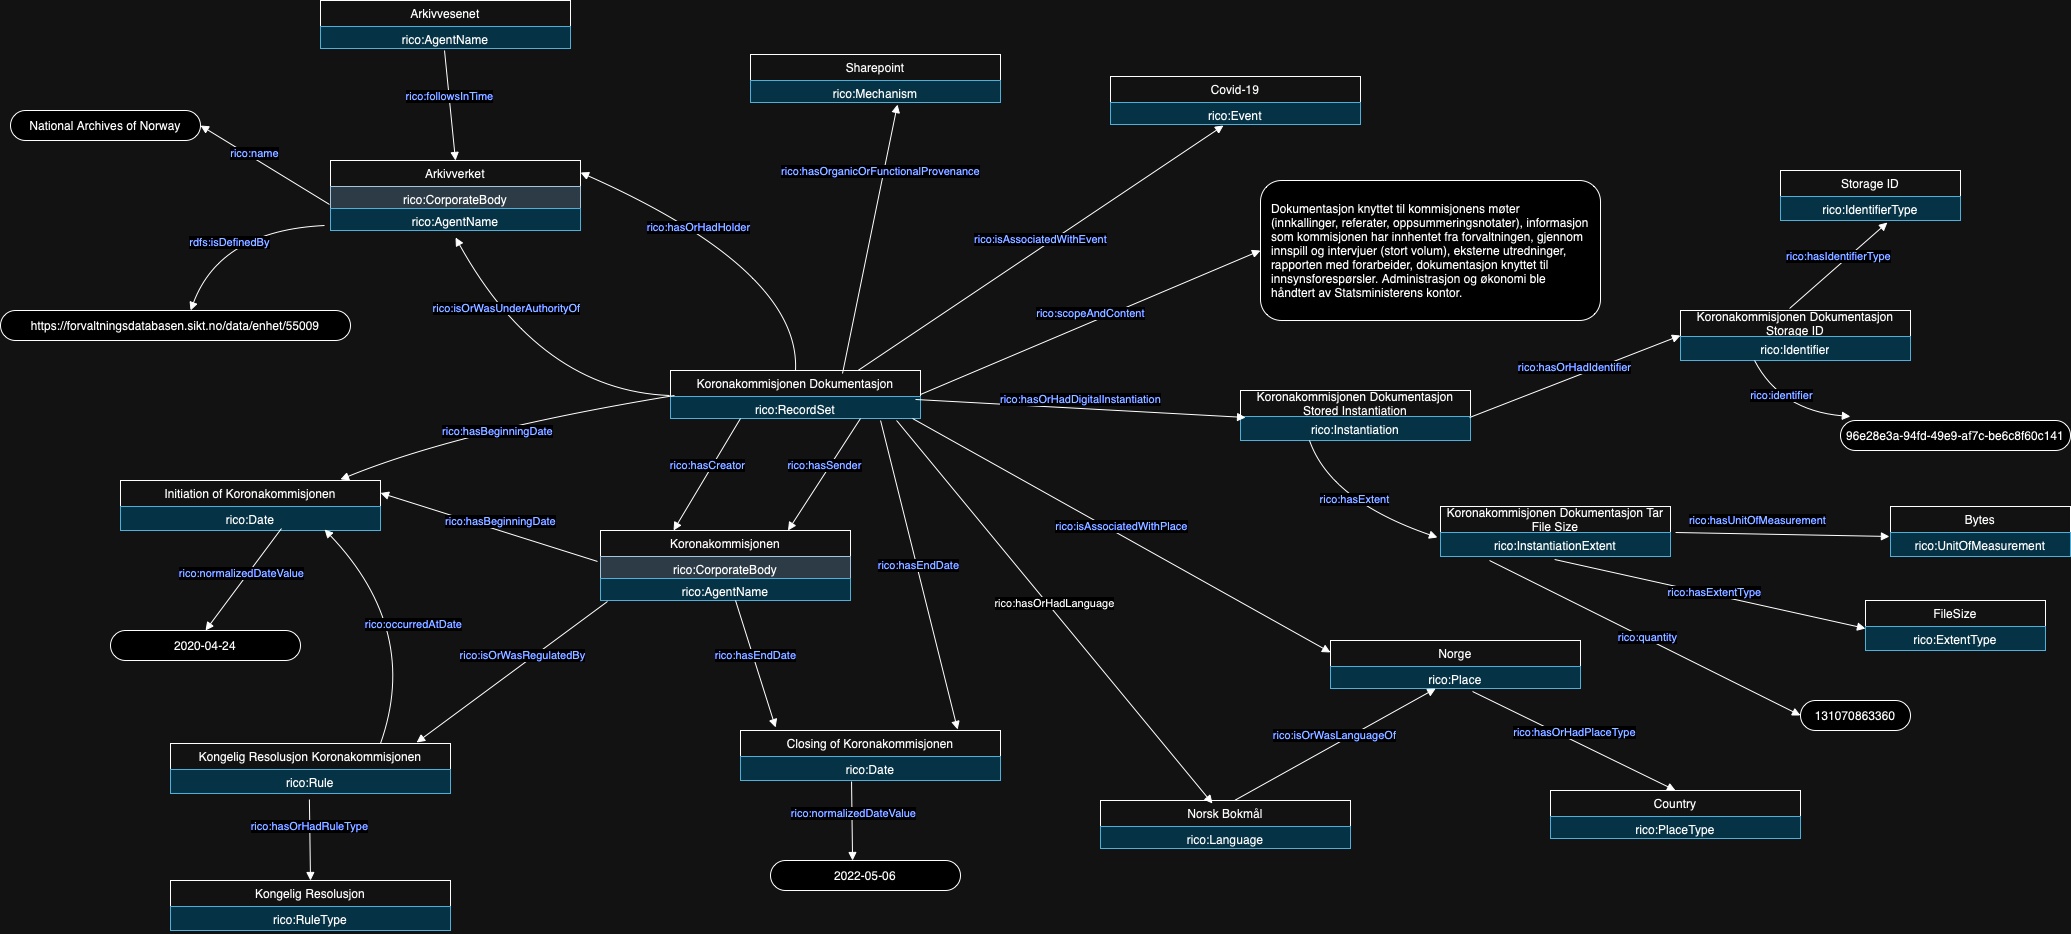 Arkivvesenet
rico:AgentName
rico:followsInTime
Sharepoint
rico:Mechanism
Covid-19
rico:Event
National Archives of Norway
rico:name
Arkivverket
rico:CorporateBody
rico:AgentName
rdfs:isDefinedBy
https://forvaltningsdatabasen.sikt.no/data/enhet/55009
rico:isOrWasUnderAuthorityOf
rico:hasOrHadHolder
rico:hasOrganicOrFunctionalProvenance
rico:isAssociatedWithEvent
rico:scopeAndContent
Dokumentasjon knyttet til kommisjonens møter
(innkallinger, referater, oppsummeringsnotater), informasjon
som kommisjonen har innhentet fra forvaltningen, gjennom
innspill og intervjuer (stort volum), eksterne utredninger,
rapporten med forarbeider, dokumentasjon knyttet til
innsynsforespørsler. Administrasjon og økonomi ble
håndtert av Statsministerens kontor.
Storage ID
rico:IdentifierType
rico:hasIdentifierType
Koronakommisjonen Dokumentasjon
Storage ID
rico:Identifier
rico:hasOrHadIdentifier
rico:identifier
96e28e3a-94fd-49e9-af7c-be6c8f60c141
Koronakommisjonen Dokumentasjon
rico:RecordSet
rico:hasOrHadDigitalInstantiation
Koronakommisjonen Dokumentasjon
Stored Instantiation
rico:Instantiation
rico:hasExtent
Koronakommisjonen Dokumentasjon Tar
File Size
rico:InstantiationExtent
rico:hasUnitOfMeasurement
Bytes
rico:UnitOfMeasurement
rico:hasExtentType
FileSize
rico:ExtentType
rico:quantity
131070863360
rico:hasBeginningDate
Initiation of Koronakommisjonen
rico:Date
rico:hasBeginningDate
rico:normalizedDateValue
2020-04-24
rico:occurredAtDate
rico:hasCreator
rico:hasSender
Koronakommisjonen
rico:CorporateBody
rico:AgentName
rico:hasEndDate
rico:hasOrHadLanguage
rico:isAssociatedWithPlace
rico:isOrWasRegulatedBy
rico:hasEndDate
Norge
rico:Place
rico:isOrWasLanguageOf
rico:hasOrHadPlaceType
Kongelig Resolusjon Koronakommisjonen
rico:Rule
rico:hasOrHadRuleType
Kongelig Resolusjon
rico:RuleType
Closing of Koronakommisjonen
rico:Date
rico:normalizedDateValue
2022-05-06
Norsk Bokmål
rico:Language
Country
rico:PlaceType